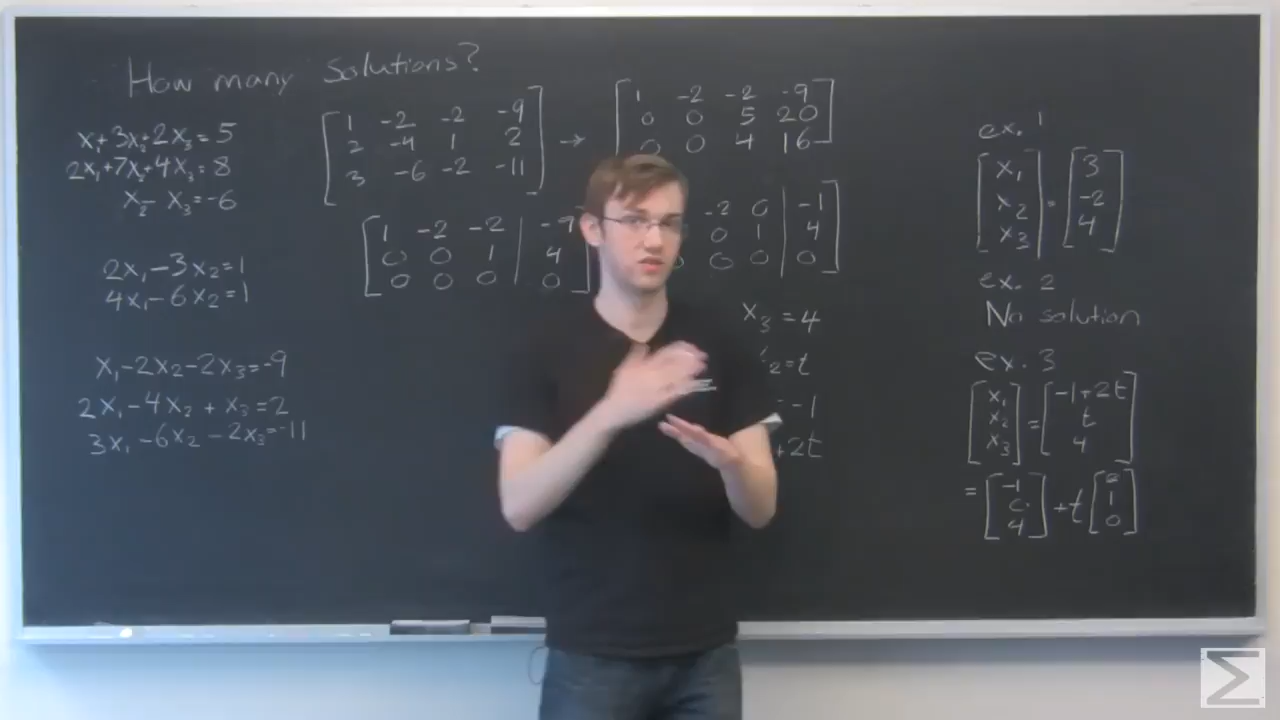 How many Solutions?
x₁+3x₂+2x₃=5
2x₁+7x₂+4x₃=8
x₂- x₃=-6
2x₁-3x₂=1
4x₁-6x₂=1
x₁-2x₂-2x₃=-9
2x₁-4x₂+x₃=2
3x₁-6x₂-2x₃=-11
1 -2 -2 -9
2 -4 1 2
3 -6 -2 -11
→
1 -2 -2 -9
0 0 5 20
0 0 4 16
1 -2 -2 | -9
0 0 1 | 4
0 0 0 | 0
-2 0 | -1
0 1 | 4
0 0 | 0
x₃=4
₂=t
-1
+2t
ex. 1
[x₁ x₂ x₃] = [3 -2 4]
ex. 2
No solution
ex. 3
[x₁ x₂ x₃] = [-1+2t t 4]
= [-1 0 4] +t [2 1 0]
Σ